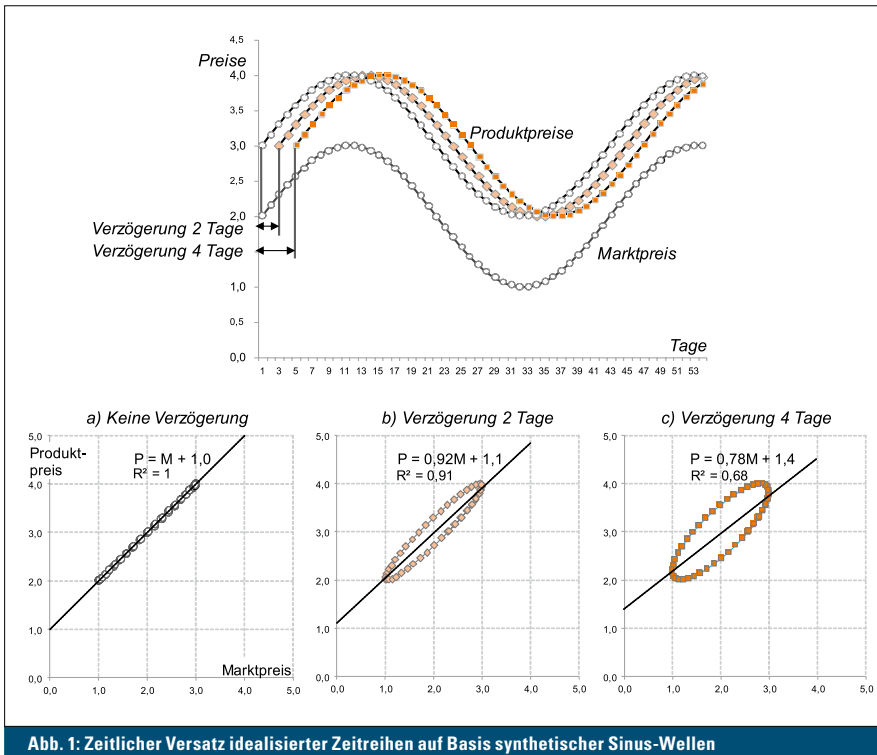 4,5
Preise
4,0
3,5
3,0
Produktpreise
2,5
2,0
Verzögerung 2 Tage
Verzögerung 4 Tage
1,5
Marktpreis
1,0
0,5
Tage
0,0
1 3 5 7 9 11 13 15 17 19 21 23 25 27 29 31 33 35 37 39 41 43 45 47 49 51 53
a) Keine Verzögerung
5,0
Produkt-
preis
P = M + 1,0
R² = 1
4,0
3,0
2,0
1,0
Marktpreis
0,0
0,0 1,0 2,0 3,0 4,0 5,0
b) Verzögerung 2 Tage
5,0
P = 0,92M + 1,1
R² = 0,91
4,0
3,0
2,0
1,0
0,0
0,0 1,0 2,0 3,0 4,0 5,0
c) Verzögerung 4 Tage
5,0
P = 0,78M + 1,4
R² = 0,68
4,0
3,0
2,0
1,0
0,0
0,0 1,0 2,0 3,0 4,0 5,0
Abb. 1: Zeitlicher Versatz idealisierter Zeitreihen auf Basis synthetischer Sinus-Wellen